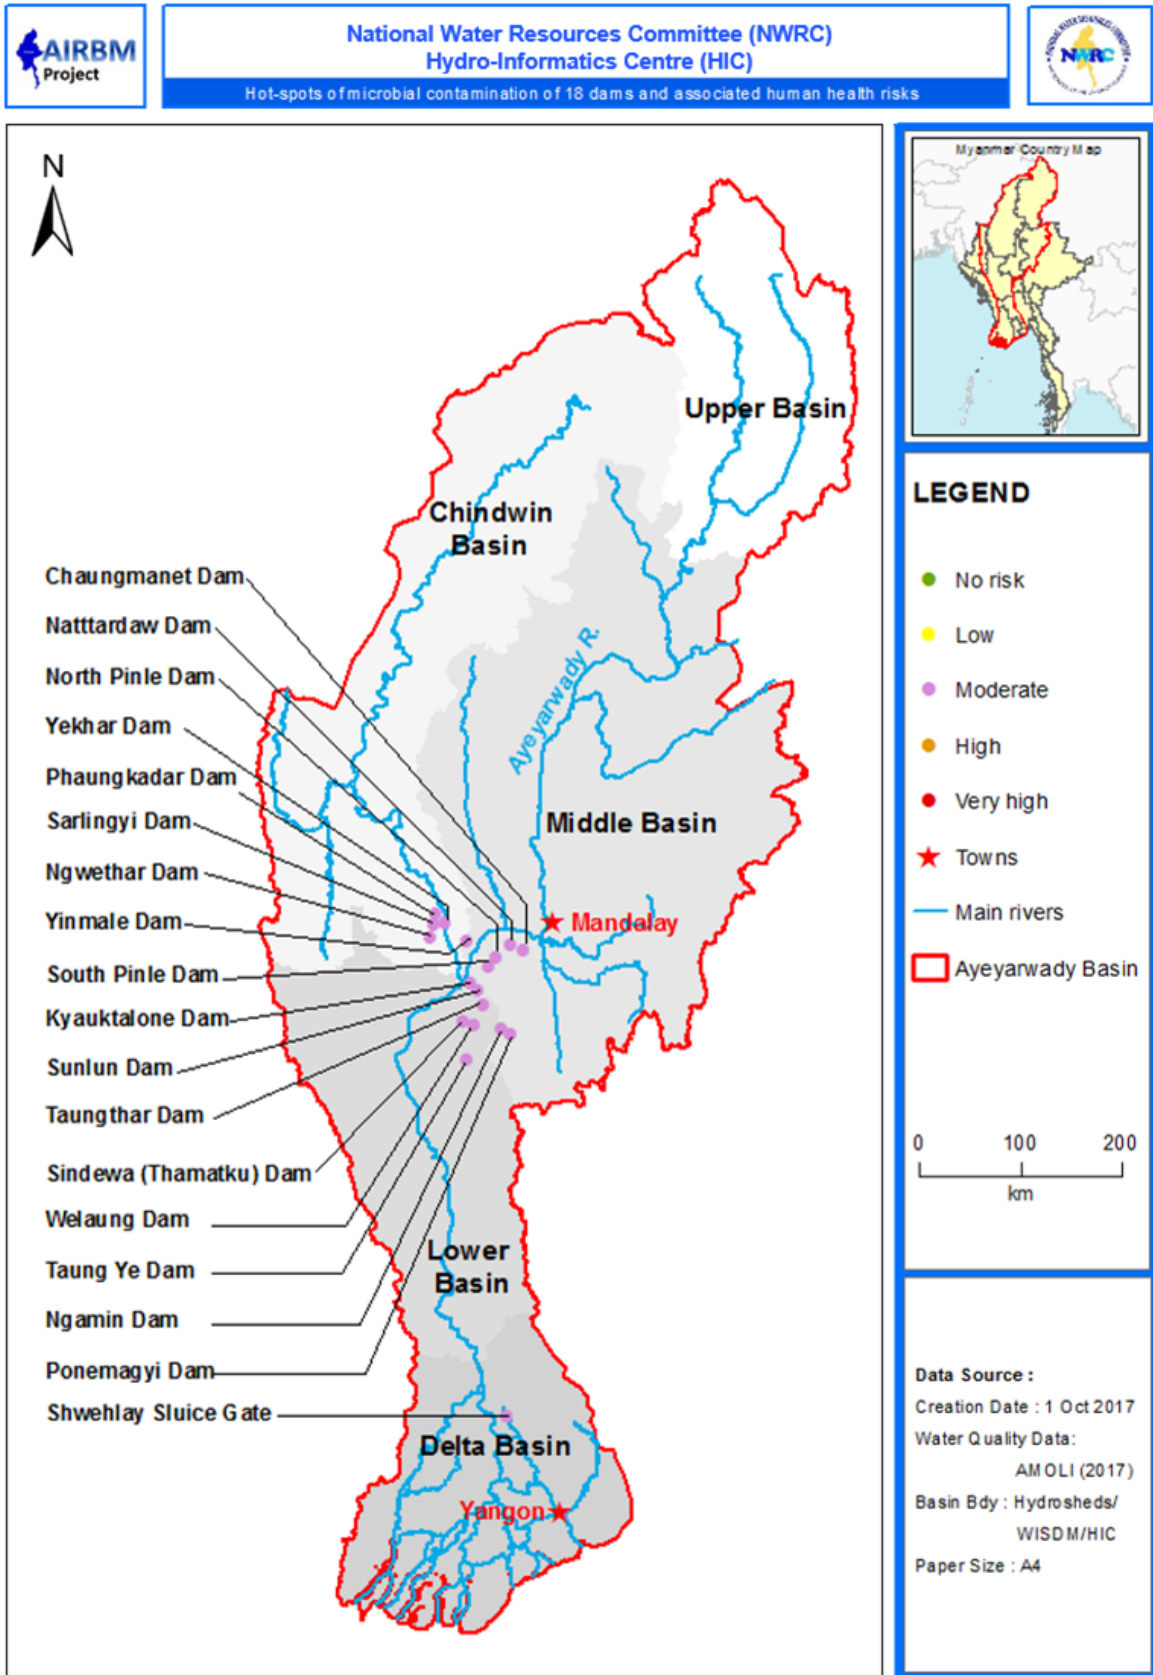 AIRBM
Project
National Water Resources Committee (NWRC)
Hydro-Informatics Centre (HIC)
Hot-spots of microbial contamination of 18 dams and associated human health risks
NWRC
N
Upper Basin
Chindwin
Basin
Chaungmanet Dam
Natttardaw Dam
North Pinle Dam
Yekhar Dam
Phaungkadar Dam
Sarlingyi Dam
Ngwethar Dam
Yinmale Dam
South Pinle Dam
Kyauktalone Dam
Sunlun Dam
Taungthar Dam
Sindewa (Thamatku) Dam
Welaung Dam
Taung Ye Dam
Ngamin Dam
Ponemagyi Dam
Shwehlay Sluice Gate
Ayeyarwady R.
Middle Basin
Mandalay
Lower
Basin
Delta Basin
Yangon
Myanmar Country Map
LEGEND
No risk
Low
Moderate
High
Very high
Towns
Main rivers
Ayeyarwady Basin
0 100 200
km
Data Source :
Creation Date : 1 Oct 2017
Water Quality Data:
AMOLI (2017)
Basin Bdy : Hydrosheds/
WISDM/HIC
Paper Size : A4